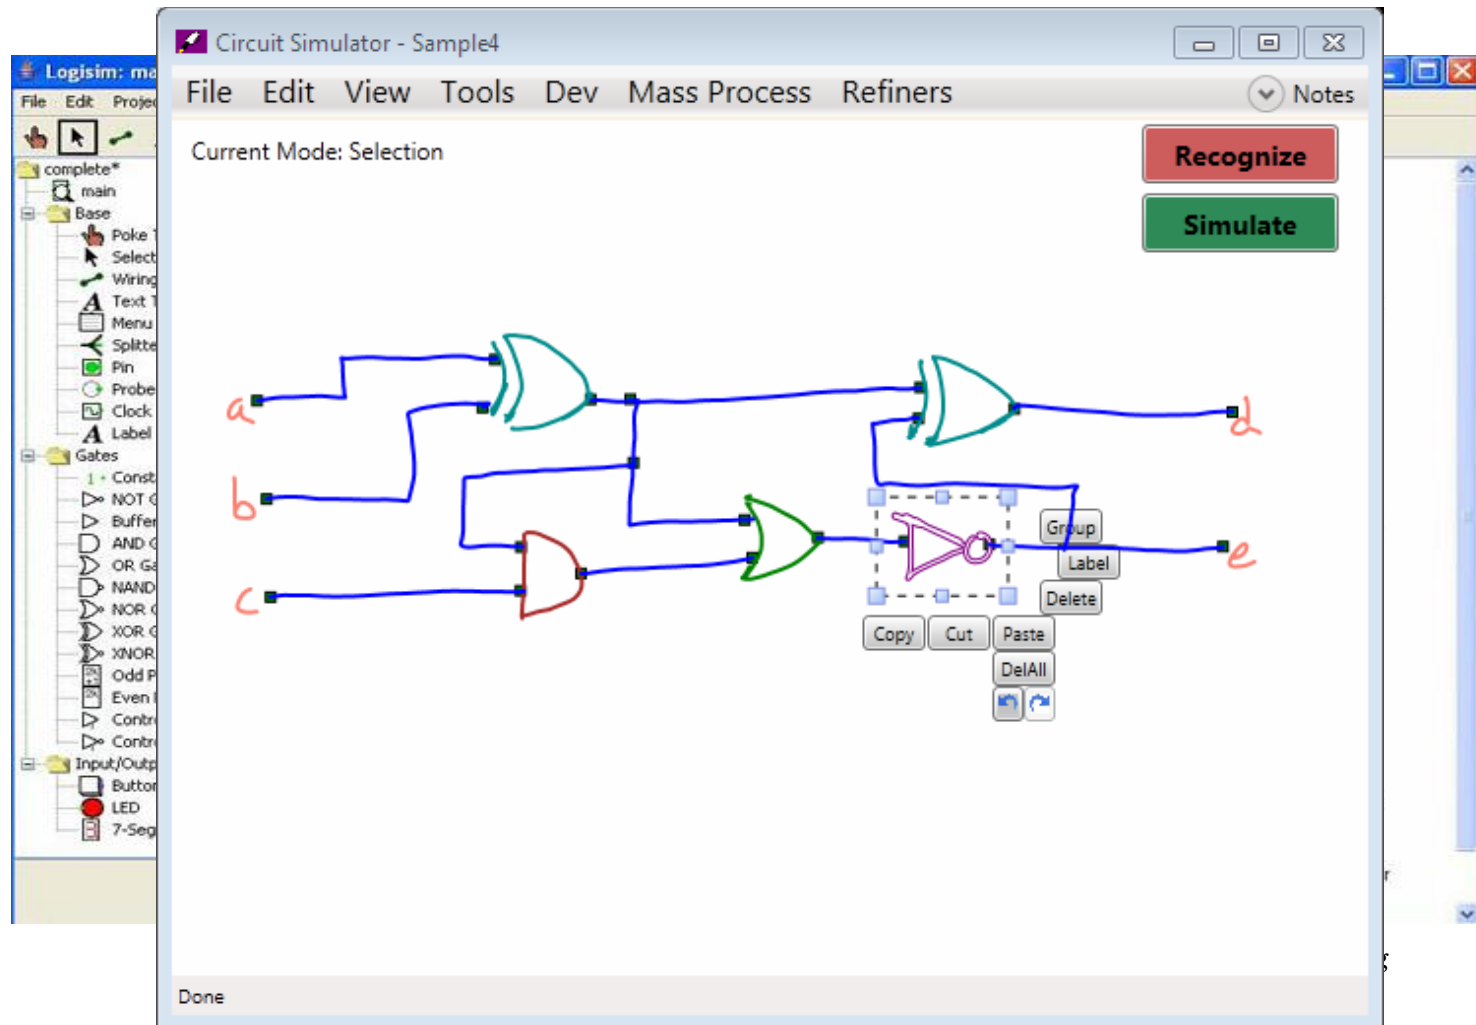 Circuit Simulator - Sample4
Logisim: ma
File Edit View Tools Dev Mass Process Refiners
Notes
File Edit Projec
Current Mode: Selection
Recognize
Simulate
complete*
main
Base
Poke T
Select
Wiring
Text T
Menu
Splitte
Pin
Probe
Clock
Label
Gates
1 Const
NOT G
Buffer
AND G
OR Ga
NAND
NOR G
XOR G
XNOR
Odd P
Even
Contr
Contr
Input/Outp
Button
LED
7-Seg
a
b
c
d
e
Group
Label
Delete
Copy Cut Paste
DelAll
r
g
Done